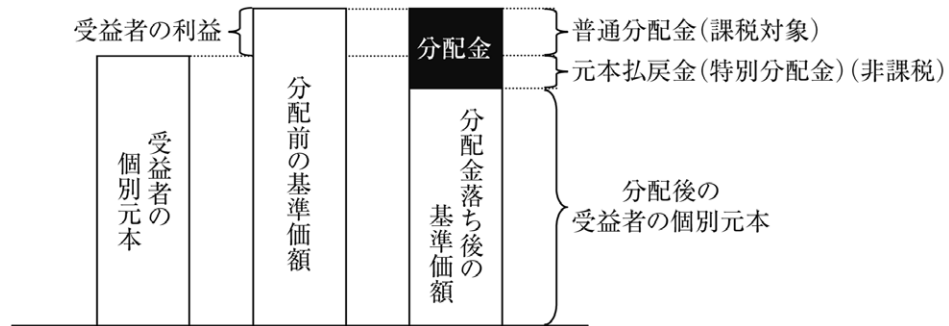 受益者の利益
受益者の
個別元本
分配前の基準価額
分配金
分配金落ち後の
基準価額
普通分配金(課税対象)
元本払戻金(特別分配金)(非課税)
分配後の
受益者の個別元本